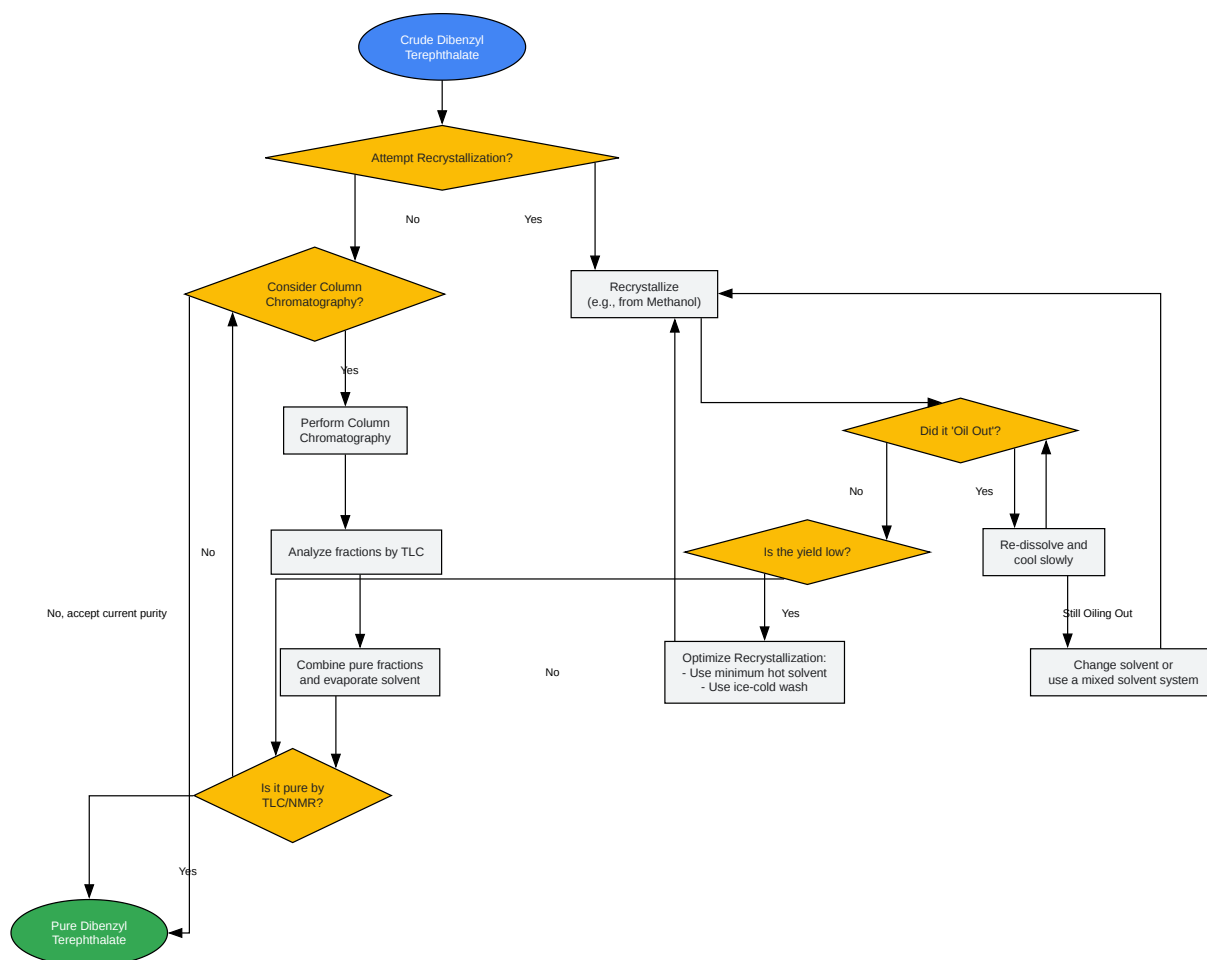 Crude Dibenzyl
Terephthalate
Attempt Recrystallization?
No
Yes
Consider Column
Chromatography?
Recrystallize
(e.g., from Methanol)
Yes
Perform Column
Chromatography
Did it 'Oil Out'?
No
Yes
Analyze fractions by TLC
Is the yield low?
Re-dissolve and
cool slowly
No
No, accept current purity
Yes
Still Oiling Out
Combine pure fractions
and evaporate solvent
No
Optimize Recrystallization:
- Use minimum hot solvent
- Use ice-cold wash
Change solvent or
use a mixed solvent system
Is it pure by
TLC/NMR?
Yes
Pure Dibenzyl
Terephthalate